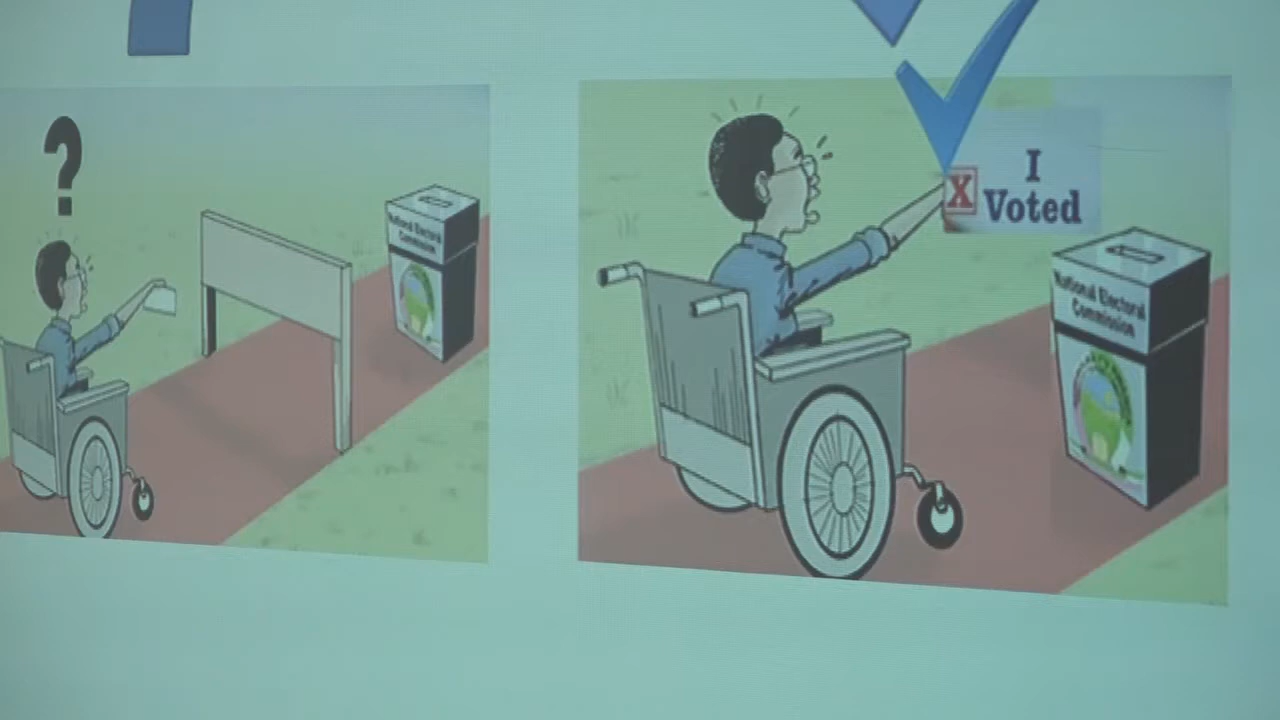 ?
National Electoral
Commission
X
I
Voted
National Electoral
Commission